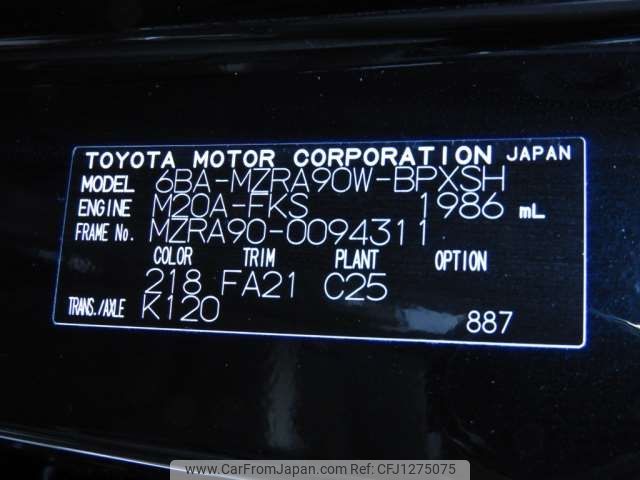 TOYOTA MOTOR CORPORATION JAPAN
MODEL 6BA-MZRA90W-BPXSH
ENGINE M20A-FKS 1986 mL
FRAME No. MZRA90-0094311
COLOR TRIM PLANT OPTION
218 FA21 C25
TRANS./AXLE K120
887
www.CarFromJapan.com | CFJ1275075